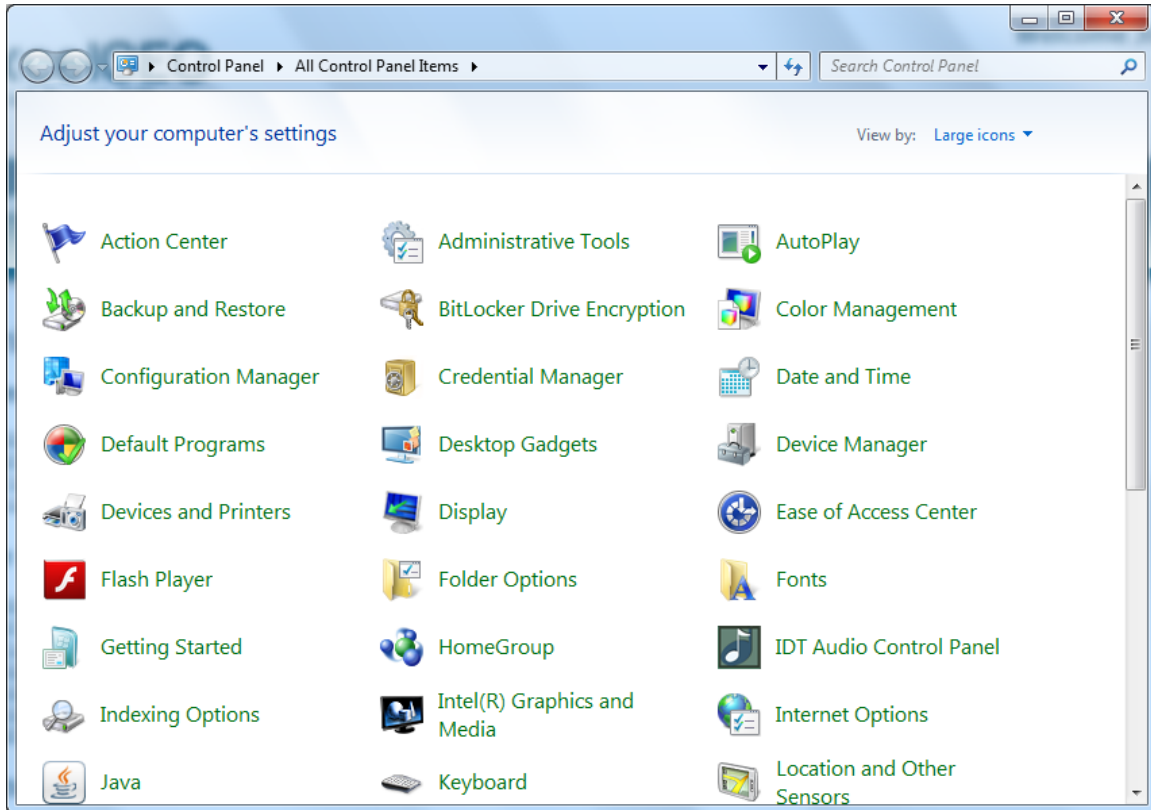 Control Panel All Control Panel Items Search Control Panel
Adjust your computer's settings View by: Large icons
Action Center Administrative Tools AutoPlay
Backup and Restore BitLocker Drive Encryption Color Management
Configuration Manager Credential Manager Date and Time
Default Programs Desktop Gadgets Device Manager
Devices and Printers Display Ease of Access Center
Flash Player Folder Options Fonts
Getting Started HomeGroup IDT Audio Control Panel
Indexing Options Intel(R) Graphics and Media Internet Options
Java Keyboard Location and Other Sensors